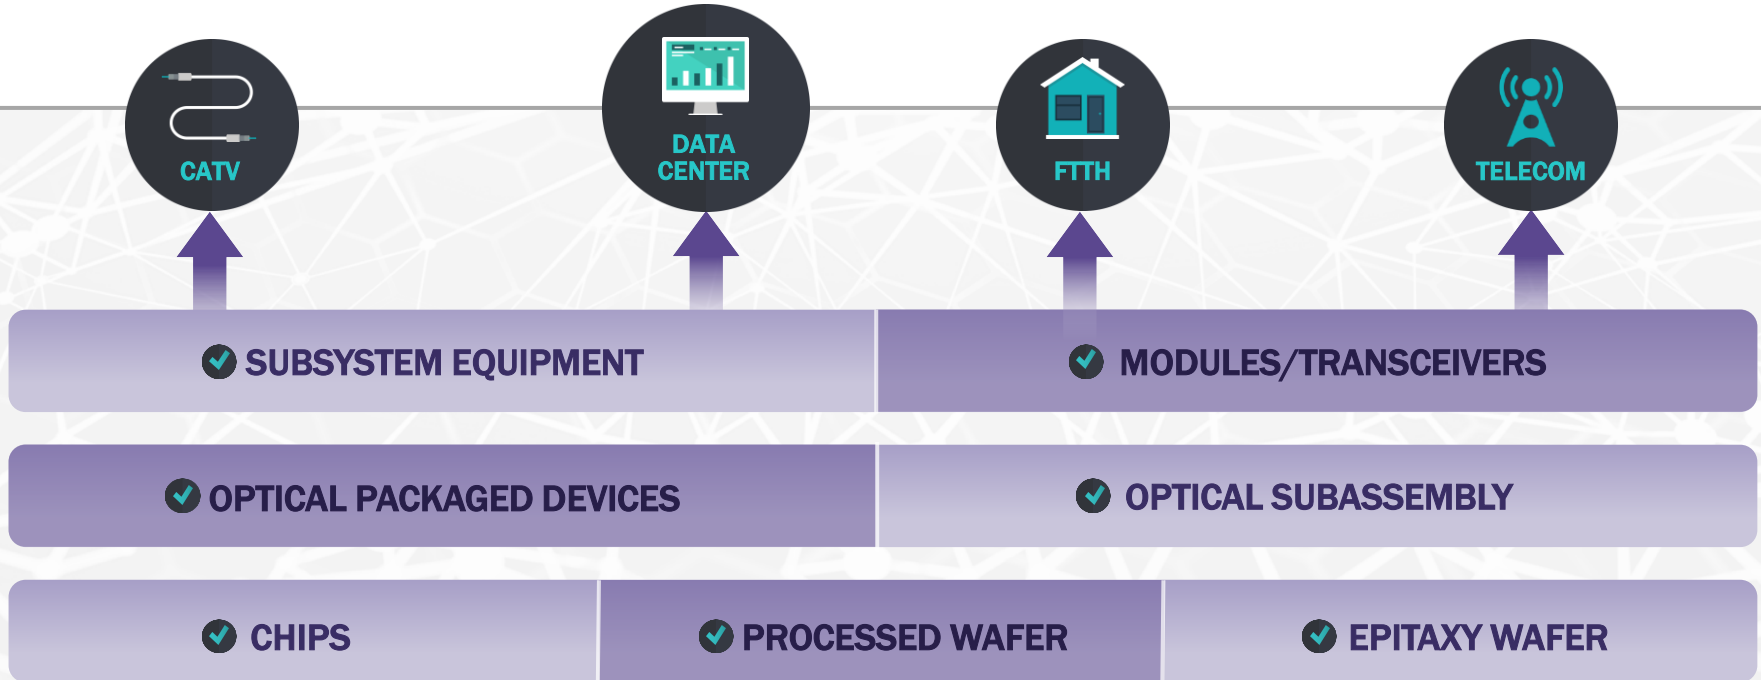 CATV
DATA
CENTER
FTTH
TELECOM
SUBSYSTEM EQUIPMENT
MODULES/TRANSCEIVERS
OPTICAL PACKAGED DEVICES
OPTICAL SUBASSEMBLY
CHIPS
PROCESSED WAFER
EPITAXY WAFER